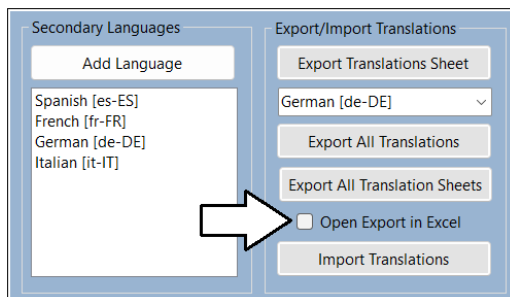 Secondary Languages
Add Language
Spanish [es-ES]
French [fr-FR]
German [de-DE]
Italian [it-IT]
Export/Import Translations
Export Translations Sheet
German [de-DE]
Export All Translations
Export All Translation Sheets
Open Export in Excel
Import Translations